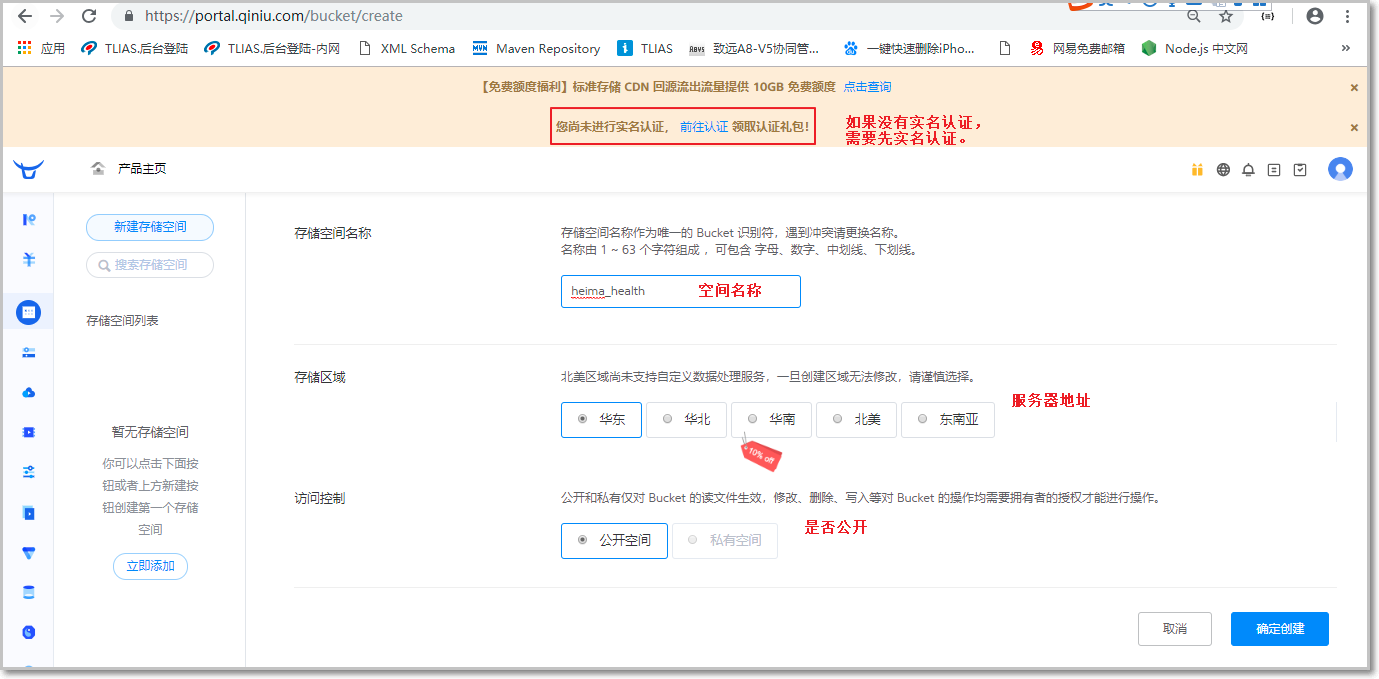 https://portal.qiniu.com/bucket/create
应用 TLIAS.后台登陆 TLIAS.后台登陆-内网 XML Schema Maven Repository TLIAS 致远A8-V5协同管... 一键快速删除iPho... 网易免费邮箱 Node.js 中文网 »
【免费额度福利】标准存储 CDN 回源流出流量提供 10GB 免费额度 点击查询
您尚未进行实名认证， 前往认证 领取认证礼包!
如果没有实名认证，
需要先实名认证。
产品主页
新建存储空间
搜索存储空间
存储空间列表
暂无存储空间
你可以点击下面按
钮或者上方新建按
钮创建第一个存储
空间
立即添加
存储空间名称
存储空间名称作为唯一的 Bucket 识别符，遇到冲突请更换名称。
名称由 1 ~ 63 个字符组成 ，可包含 字母、数字、中划线、下划线。
heima_health 空间名称
存储区域
北美区域尚未支持自定义数据处理服务，一旦创建区域无法修改，请谨慎选择。
华东 华北 华南 北美 东南亚
服务器地址
10% off
访问控制
公开和私有仅对 Bucket 的读文件生效，修改、删除、写入等对 Bucket 的操作均需要拥有者的授权才能进行操作。
公开空间 私有空间
是否公开
取消 确定创建